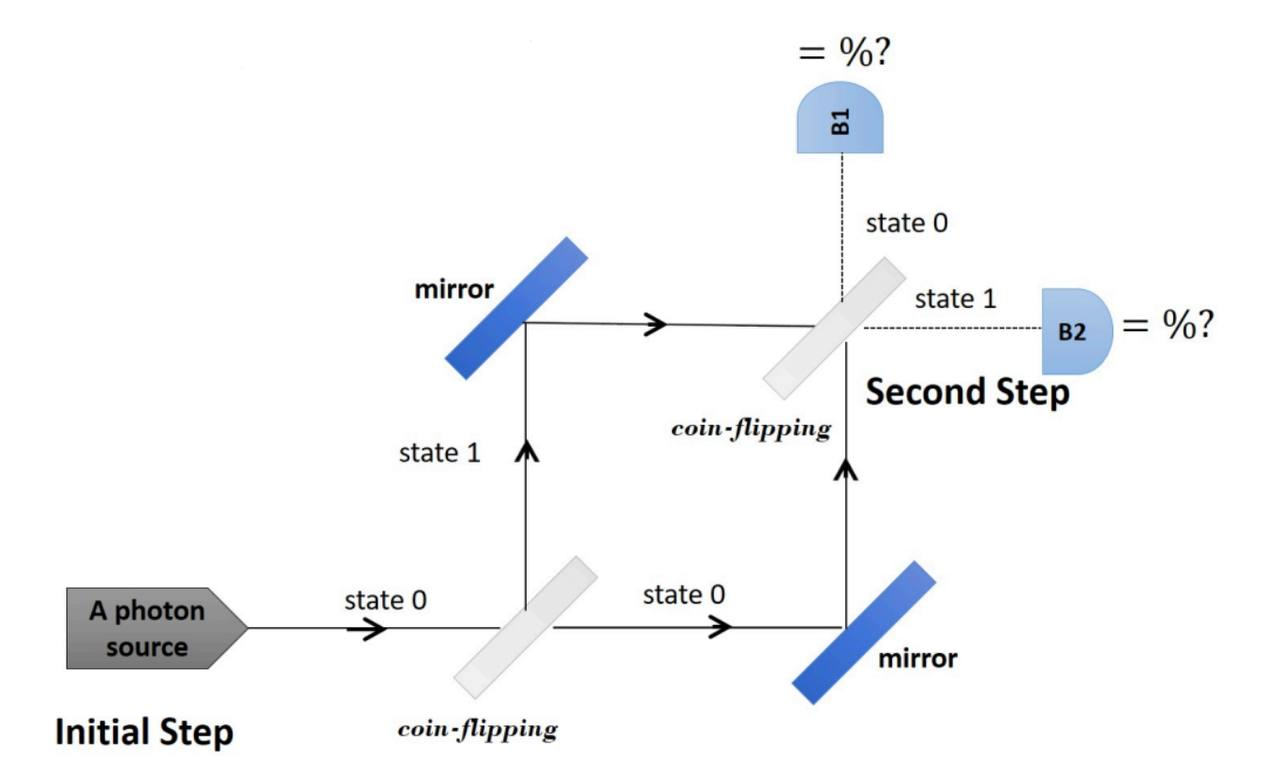 = %?
B1
state 0
mirror
state 1
B2
= %?
Second Step
coin-flipping
state 1
A photon
source
state 0
state 0
mirror
Initial Step
coin-flipping